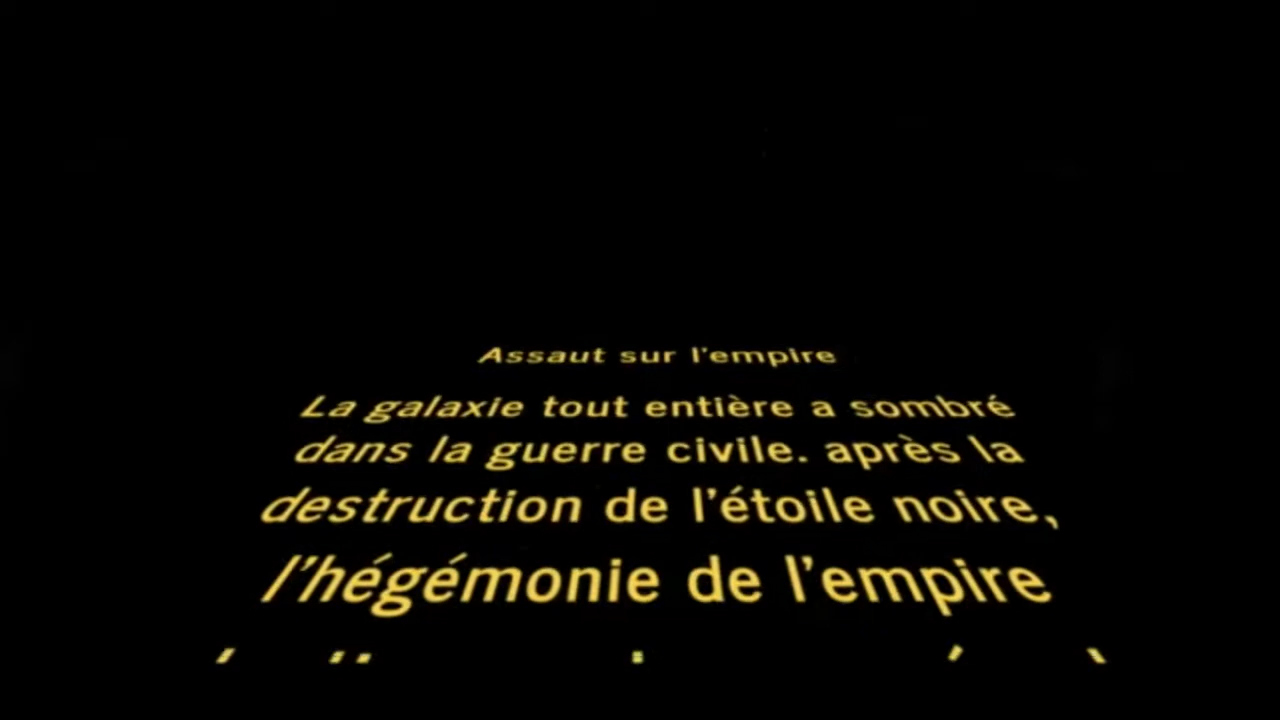 Assaut sur l'empire
La galaxie tout entière a sombré
dans la guerre civile. après la
destruction de l'étoile noire,
l'hégémonie de l'empire